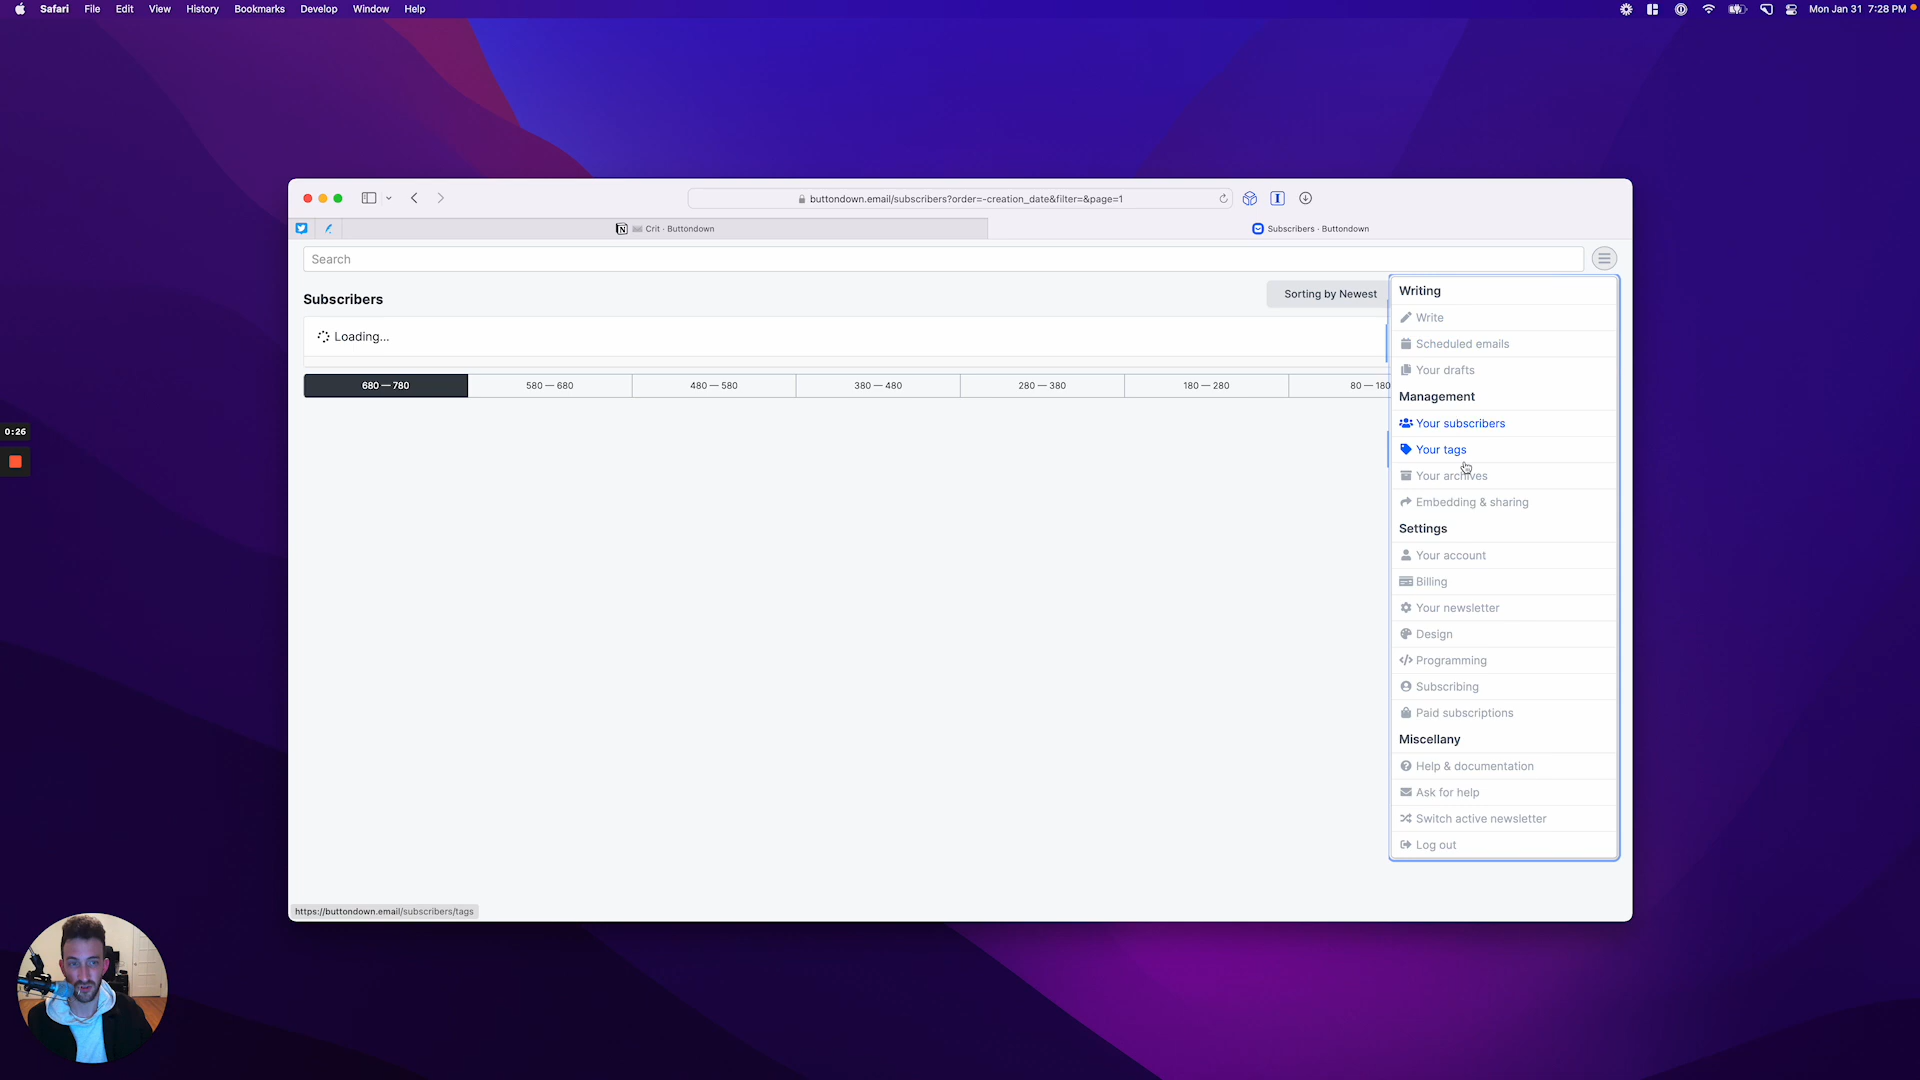 Safari File Edit View History Bookmarks Develop Window Help Mon Jan 31 7:28 PM
buttondown.email/subscribers?order=-creation_date&filter=&page=1
Crit · Buttondown
Subscribers · Buttondown
Search
Subscribers
Sorting by Newest
Loading...
680 — 780 580 — 680 480 — 580 380 — 480 280 — 380 180 — 280 80 — 180
Writing
Write
Scheduled emails
Your drafts
Management
Your subscribers
Your tags
Your archives
Embedding & sharing
Settings
Your account
Billing
Your newsletter
Design
Programming
Subscribing
Paid subscriptions
Miscellany
Help & documentation
Ask for help
Switch active newsletter
Log out
0:26
https://buttondown.email/subscribers/tags